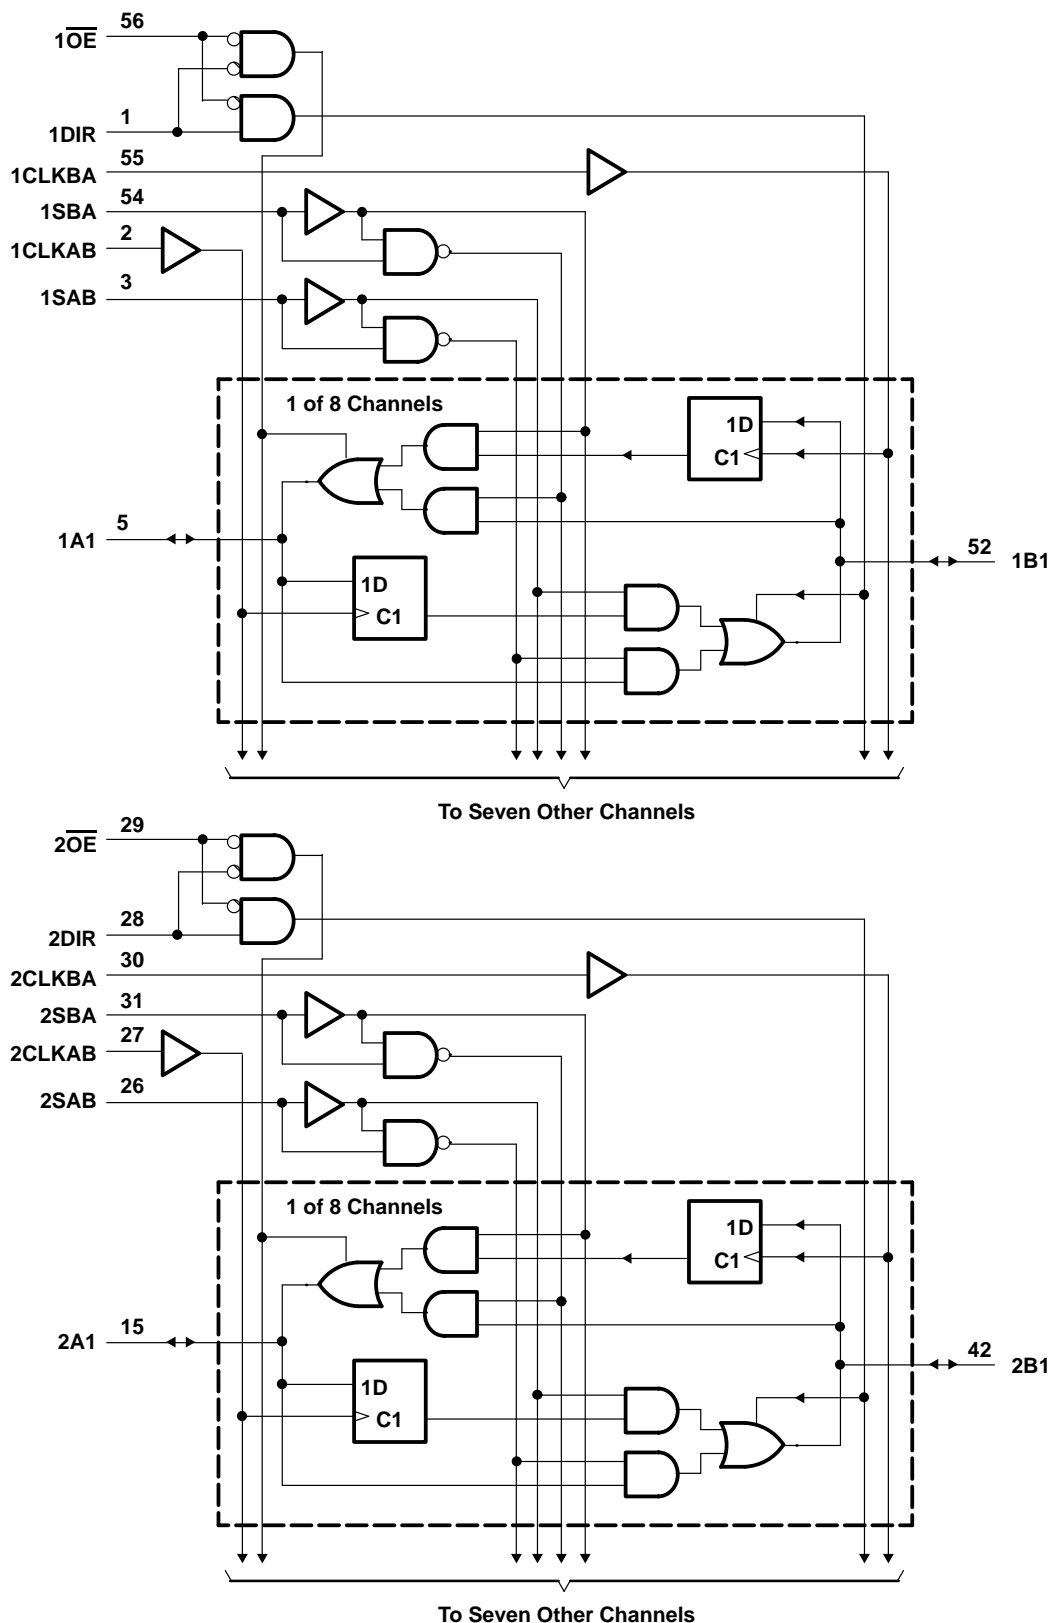 56
1OE
1
1DIR
55
1CLKBA
54
1SBA
2
1CLKAB
3
1SAB
1 of 8 Channels
1D
C1
5
1A1
52
1B1
1D
C1
To Seven Other Channels
29
2OE
28
2DIR
30
2CLKBA
31
2SBA
27
2CLKAB
26
2SAB
1 of 8 Channels
1D
C1
15
2A1
42
2B1
1D
C1
To Seven Other Channels